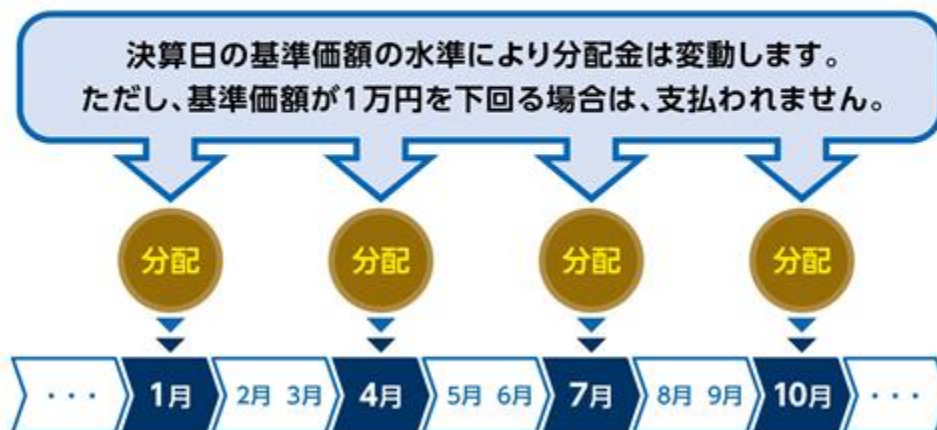 決算日の基準価額の水準により分配金は変動します。
ただし、基準価額が1万円を下回る場合は、支払われません。
分配 分配 分配 分配
・・・ 1月 2月 3月 4月 5月 6月 7月 8月 9月 10月 ・・・